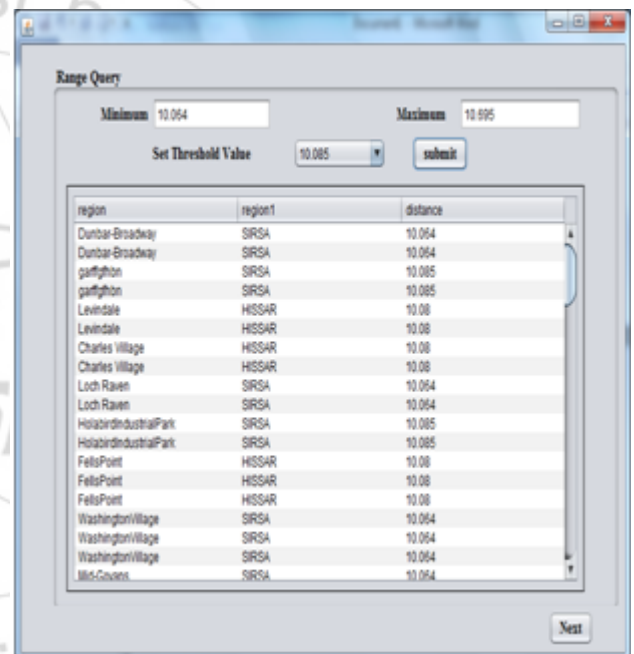 Document - Microsoft Word
Range Query
Minimum 10.064 Maximum 10.695
Set Threshold Value 10.085 submit
region region1 distance
Dunbar-Broadway SIRSA 10.064
Dunbar-Broadway SIRSA 10.064
SIRSA 10.085
SIRSA 10.085
Levindale HISSAR 10.08
Levindale HISSAR 10.08
Charles Village HISSAR 10.08
Charles Village HISSAR 10.08
Loch Raven SIRSA 10.064
Loch Raven SIRSA 10.064
HolabirdIndustrialPark SIRSA 10.085
HolabirdIndustrialPark SIRSA 10.085
FellsPoint HISSAR 10.08
FellsPoint HISSAR 10.08
FellsPoint HISSAR 10.08
WashingtonVillage SIRSA 10.064
WashingtonVillage SIRSA 10.064
WashingtonVillage SIRSA 10.064
Mid-Govans SIRSA 10.064
Next